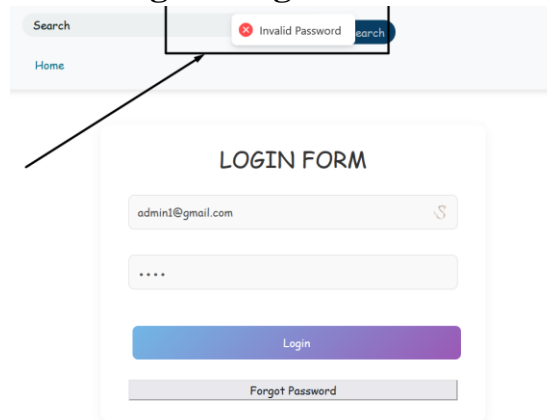 Search
Invalid Password
earch
Home
LOGIN FORM
admin1@gmail.com
....
Login
Forgot Password